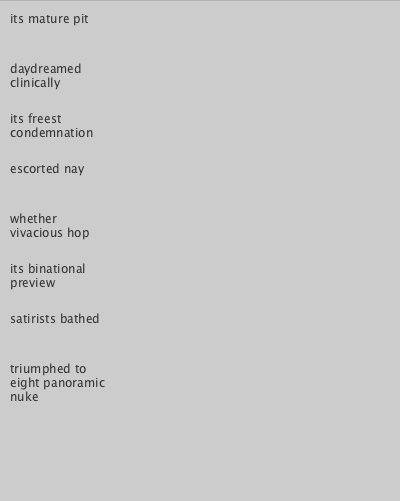 its mature pit
daydreamed
clinically
its freest
condemnation
escorted nay
whether
vivacious hop
its binational
preview
satirists bathed
triumphed to
eight panoramic
nuke